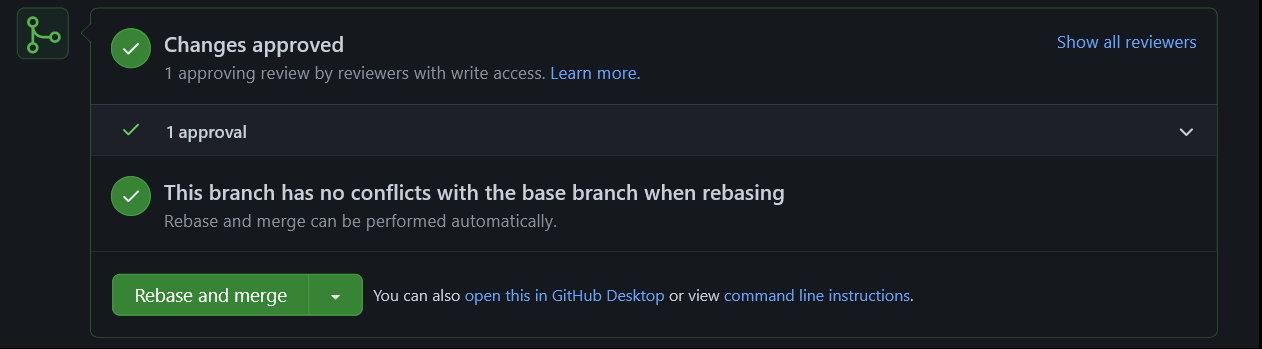 Changes approved
Show all reviewers
1 approving review by reviewers with write access. Learn more.
1 approval
This branch has no conflicts with the base branch when rebasing
Rebase and merge can be performed automatically.
Rebase and merge
You can also open this in GitHub Desktop or view command line instructions.